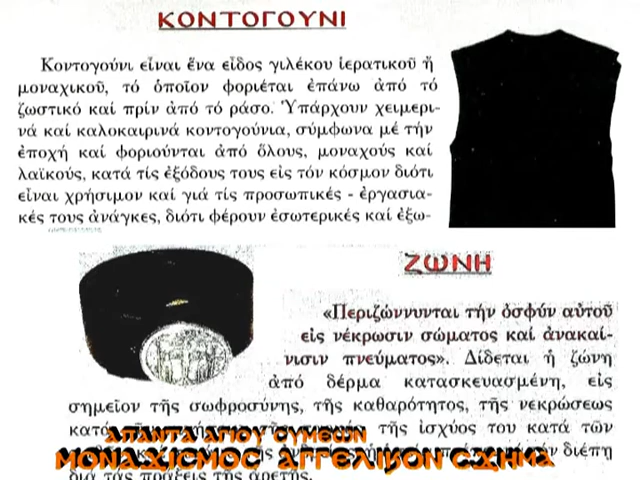 ΚΟΝΤΟΓΟΥΝΙ
Κοντογούνι εἶναι ἕνα εἶδος γιλέκου ἱερατικοῦ ἤ
μοναχικοῦ, τό ὁποῖον φοριέται ἐπάνω ἀπό τό
ζωστικό καί πρίν ἀπό τό ράσο. Ὑπάρχουν χειμερι-
νά καί καλοκαιρινά κοντογούνια, σύμφωνα μέ τήν
ἐποχή καί φοριούνται ἀπό ὅλους, μοναχούς καί
λαϊκούς, κατά τίς ἐξόδους τους εἰς τόν κόσμον διότι
εἶναι χρήσιμον καί γιά τίς προσωπικές - ἐργασια-
κές τους ἀνάγκες, διότι φέρουν ἐσωτερικές καί ἐξω-
ΖΩΝΗ
«Περιζώννυνται τήν ὀσφύν αὐτοῦ
εἰς νέκρωσιν σώματος καί ἀνακαί-
νισιν πνεύματος». Δίδεται ἡ ζώνη
ἀπό δέρμα κατασκευασμένη, εἰς
σημεῖον τῆς σωφροσύνης, τῆς καθαρότητος, τῆς νεκρώσεως
κατά τῆς ἰσχύος του κατά τῶν
ΑΠΑΝΤΑ ΑΓΙΟΥ ΣΥΜΕΩΝ
ΜΟΝΑΧΙΣΜΟΣ ΑΓΓΕΛΙΚΟΝ ΣΧΗΜΑ
διέπη
διά τάς πράξεις τῆς ἀρετῆς.